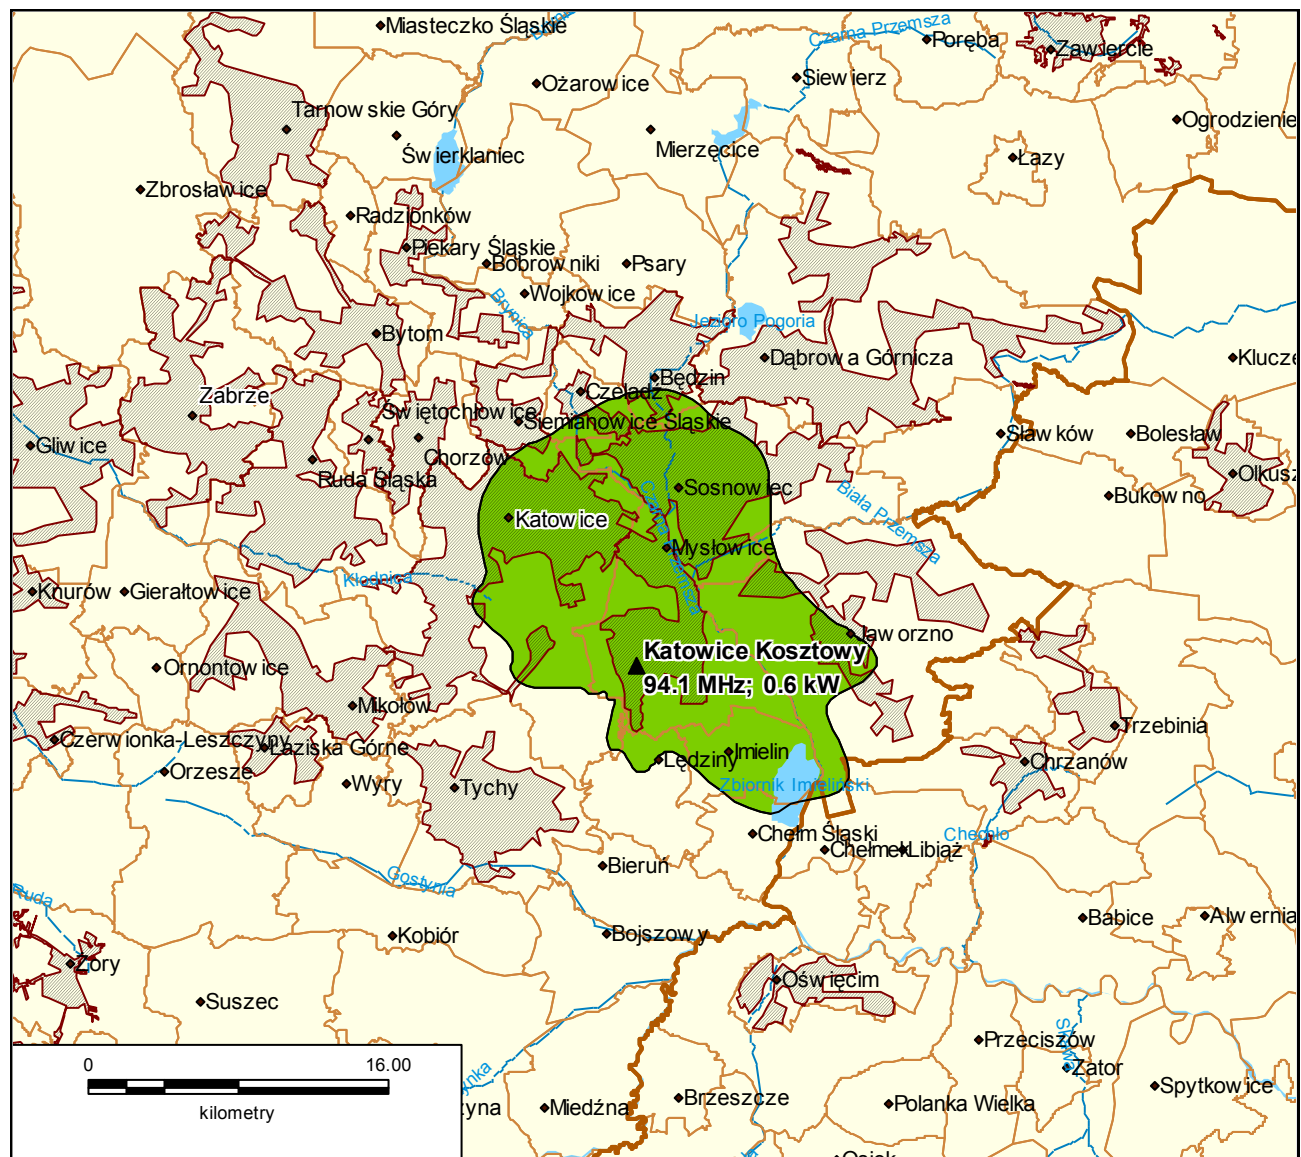 Miasteczko Śląskie
Czarna Przemsza
Poręba
Zawiercie
Siewierz
Ożarowice
Tarnowskie Góry
Ogrodzienie
Świerklaniec
Mierzęcice
Łazy
Zbrosławice
Radzionków
Piekary Śląskie
Bobrowniki
Psary
Wojkowice
Brynica
Jezioro Pogoria
Bytom
Dąbrowa Górnicza
Klucze
Będzin
Czeladź
Zabrze
Świętochłowice
Siemianowice Śląskie
Sławków
Bolesław
Gliwice
Chorzów
Ruda Śląska
Sosnowiec
Olkusz
Bukowno
Biała Przemsza
Katowice
Czarna Przemsza
Mysłowice
Kłodnica
Knurów
Gierałtowice
Jaworzno
Katowice Kosztowy
94.1 MHz; 0.6 kW
Ornontowice
Mikołów
Trzebinia
Czerwionka-Leszczyny
Łaziska Górne
Imielin
Lędziny
Chrzanów
Orzesze
Wyry
Tychy
Zbiornik Imieliński
Chełm Śląski
Chechło
Chełmek
Libiąż
Bieruń
Gostynia
Ruda
Babice
Alwernia
Kobiór
Bojszowy
Żory
Oświęcim
Suszec
Skawa
Przeciszów
Zator
0
16.00
kilometry
ynka
Spytkowice
zyna
Miedźna
Brzeszcze
Polanka Wielka